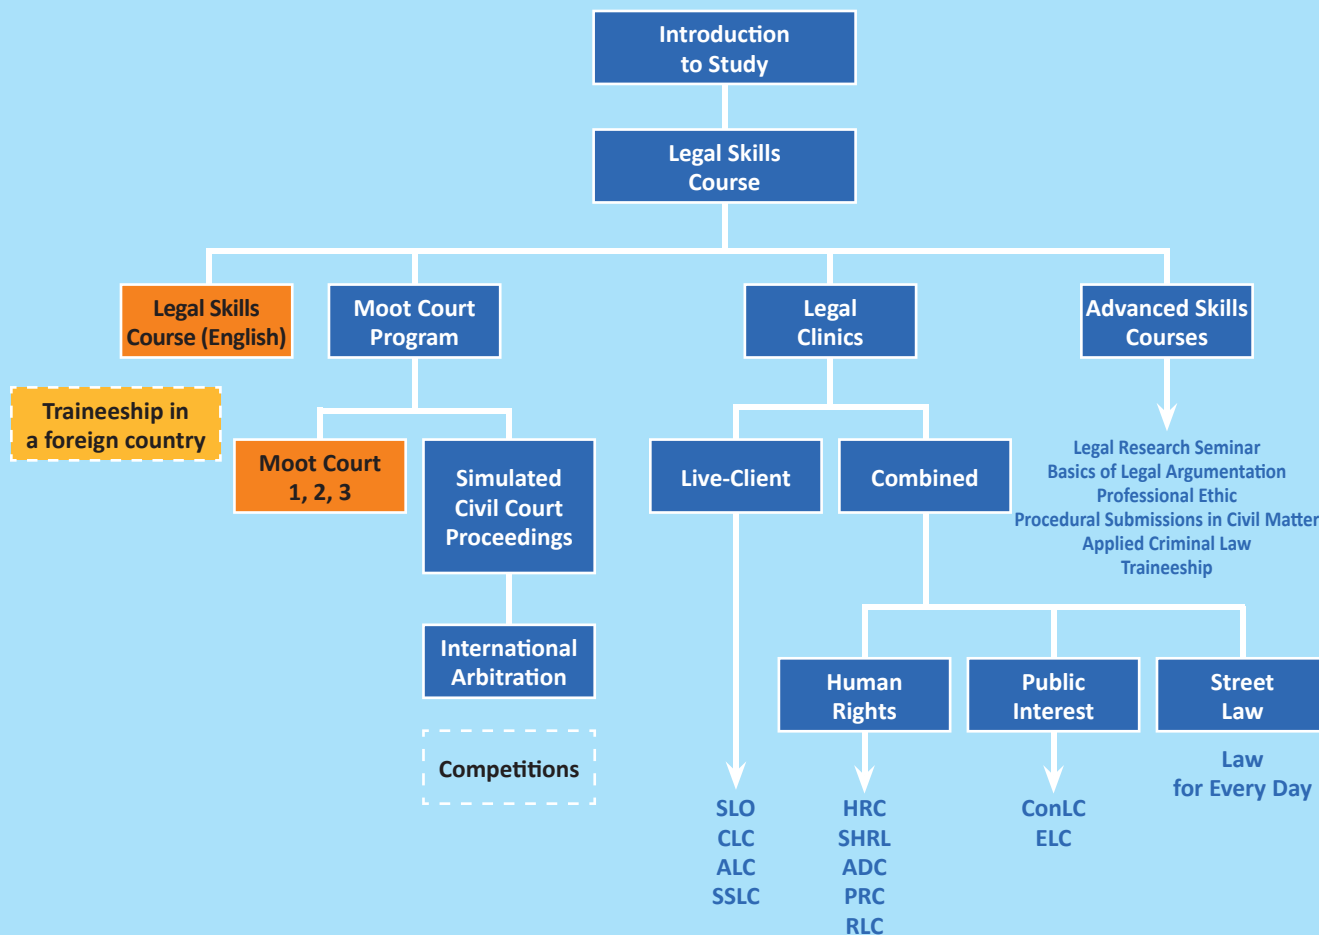 Introduction
to Study
Legal Skills
Course
Legal Skills
Course (English)
Moot Court
Program
Legal
Clinics
Advanced Skills
Courses
Traineeship in
a foreign country
Moot Court
1, 2, 3
Simulated
Civil Court
Proceedings
Live-Client
Combined
Legal Research Seminar
Basics of Legal Argumentation
Professional Ethic
Procedural Submissions in Civil Matter
Applied Criminal Law
Traineeship
International
Arbitration
Human
Rights
Public
Interest
Street
Law
Competitions
Law
for Every Day
SLO
CLC
ALC
SSLC
HRC
SHRL
ADC
PRC
RLC
ConLC
ELC